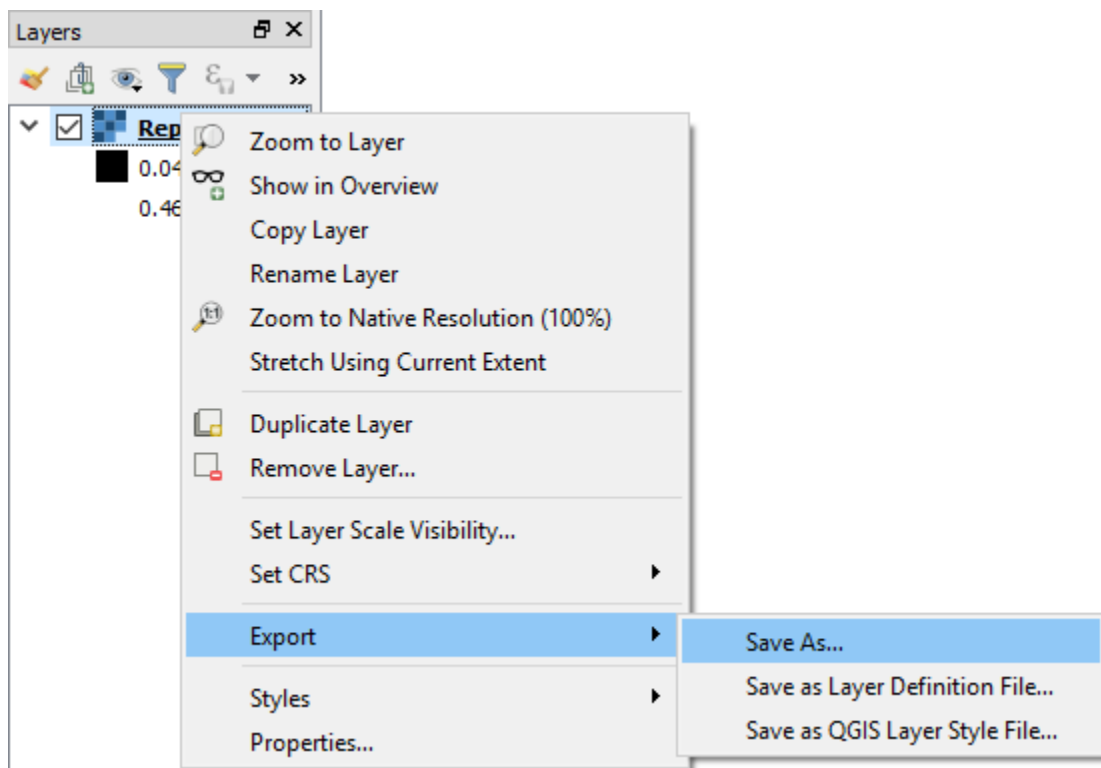 Layers
Rep
0.04
0.46
Zoom to Layer
Show in Overview
Copy Layer
Rename Layer
Zoom to Native Resolution (100%)
Stretch Using Current Extent
Duplicate Layer
Remove Layer...
Set Layer Scale Visibility...
Set CRS
Export
Save As...
Save as Layer Definition File...
Save as QGIS Layer Style File...
Styles
Properties...